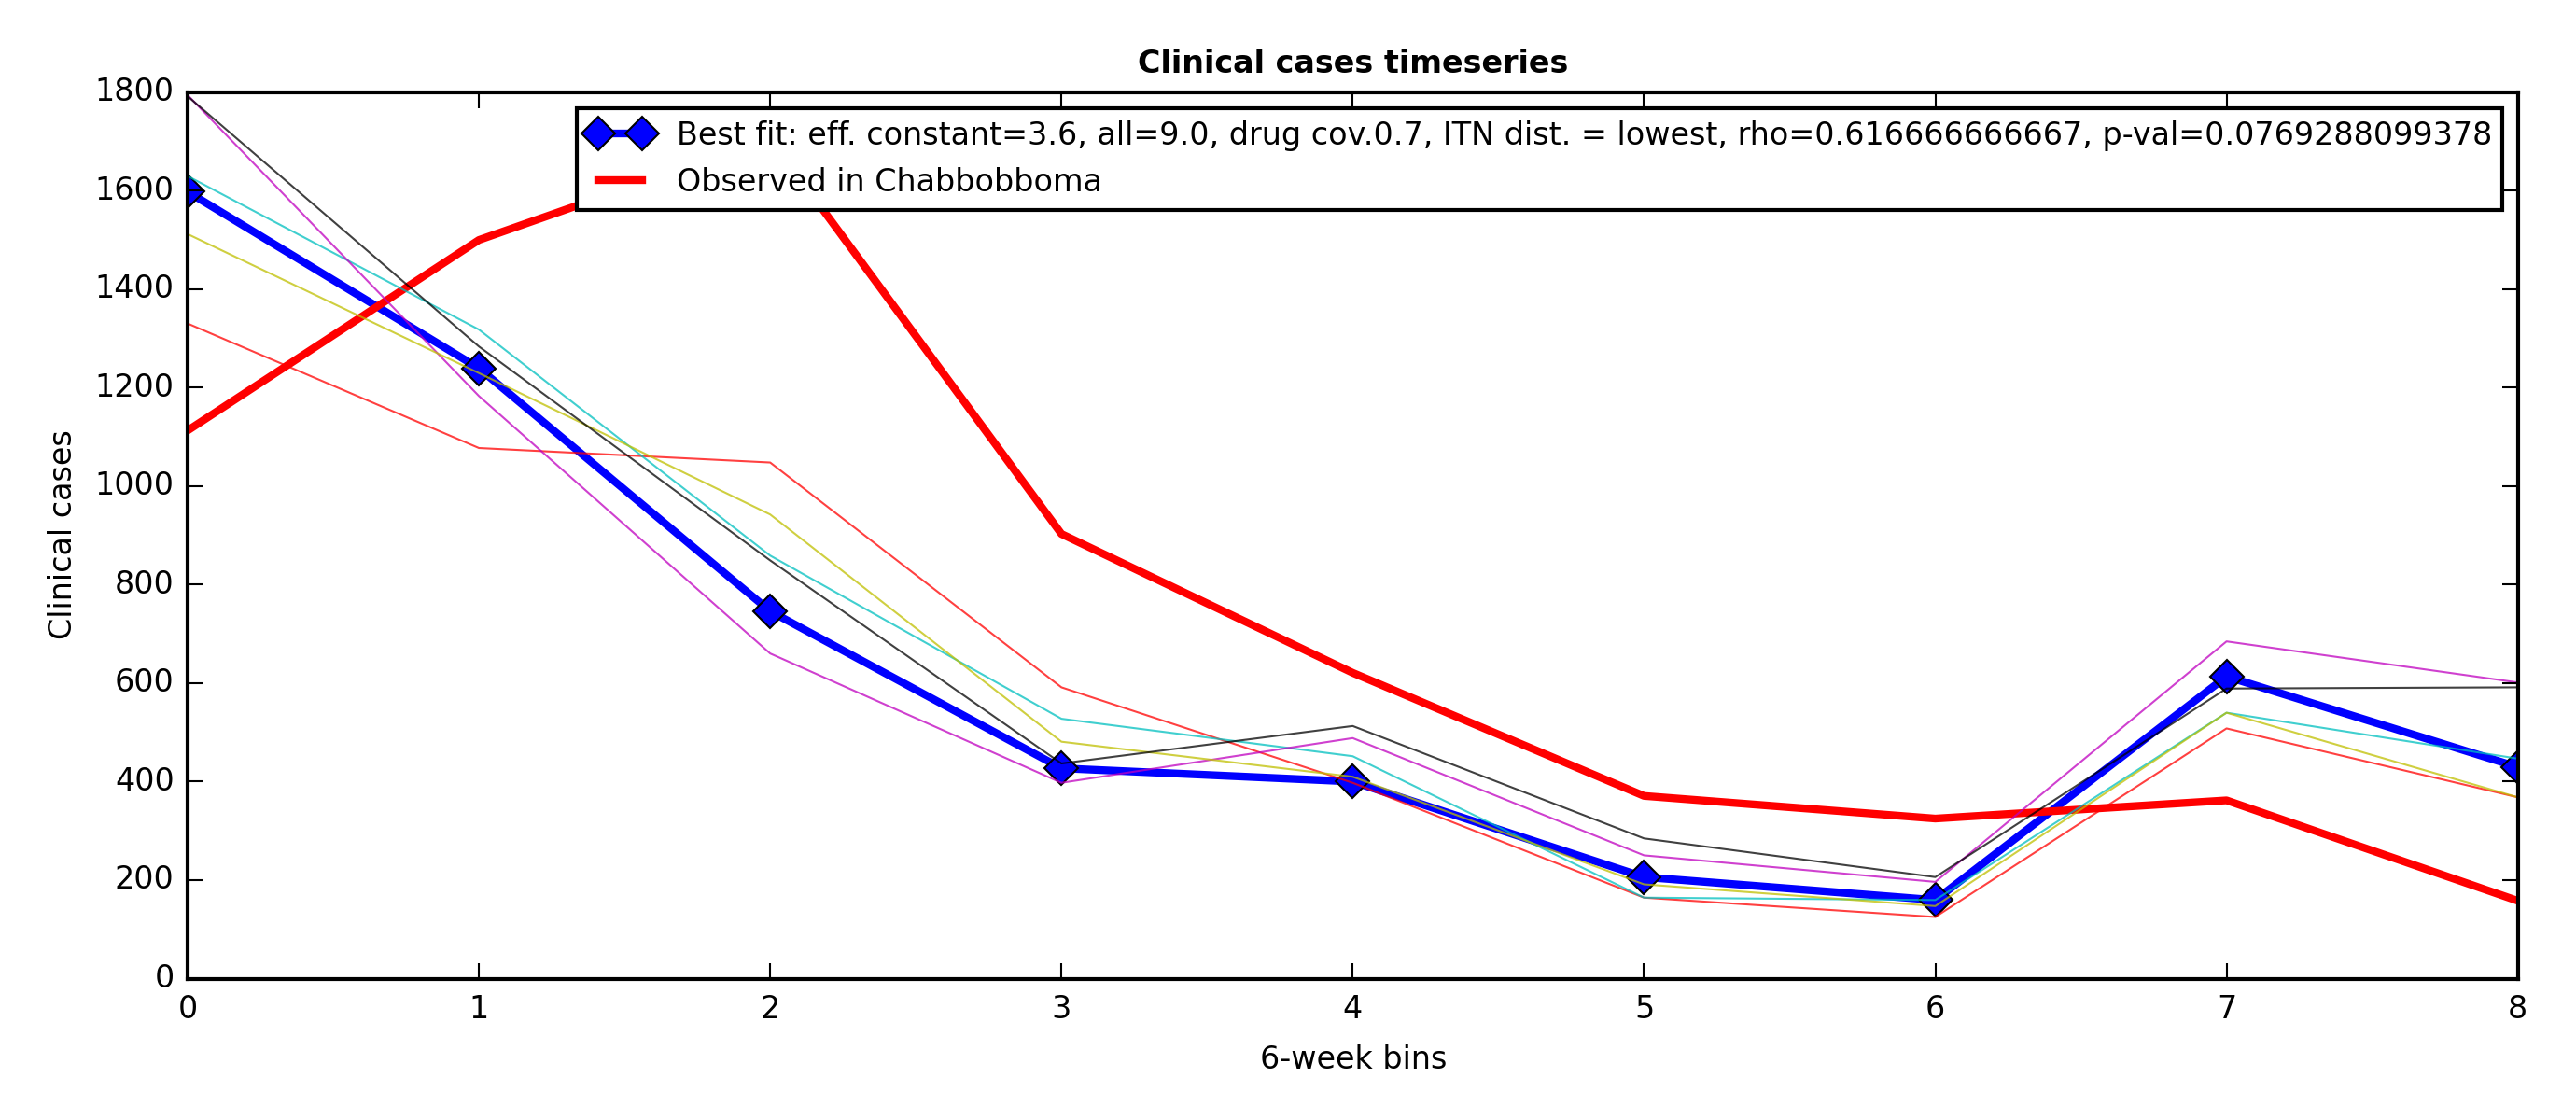 Clinical cases timeseries
1800
1600
1400
1200
1000
800
600
400
200
0
Clinical cases
Best fit: eff. constant=3.6, all=9.0, drug cov.0.7, ITN dist. = lowest, rho=0.616666666667, p-val=0.0769288099378
Observed in Chabbobboma
0 1 2 3 4 5 6 7 8
6-week bins